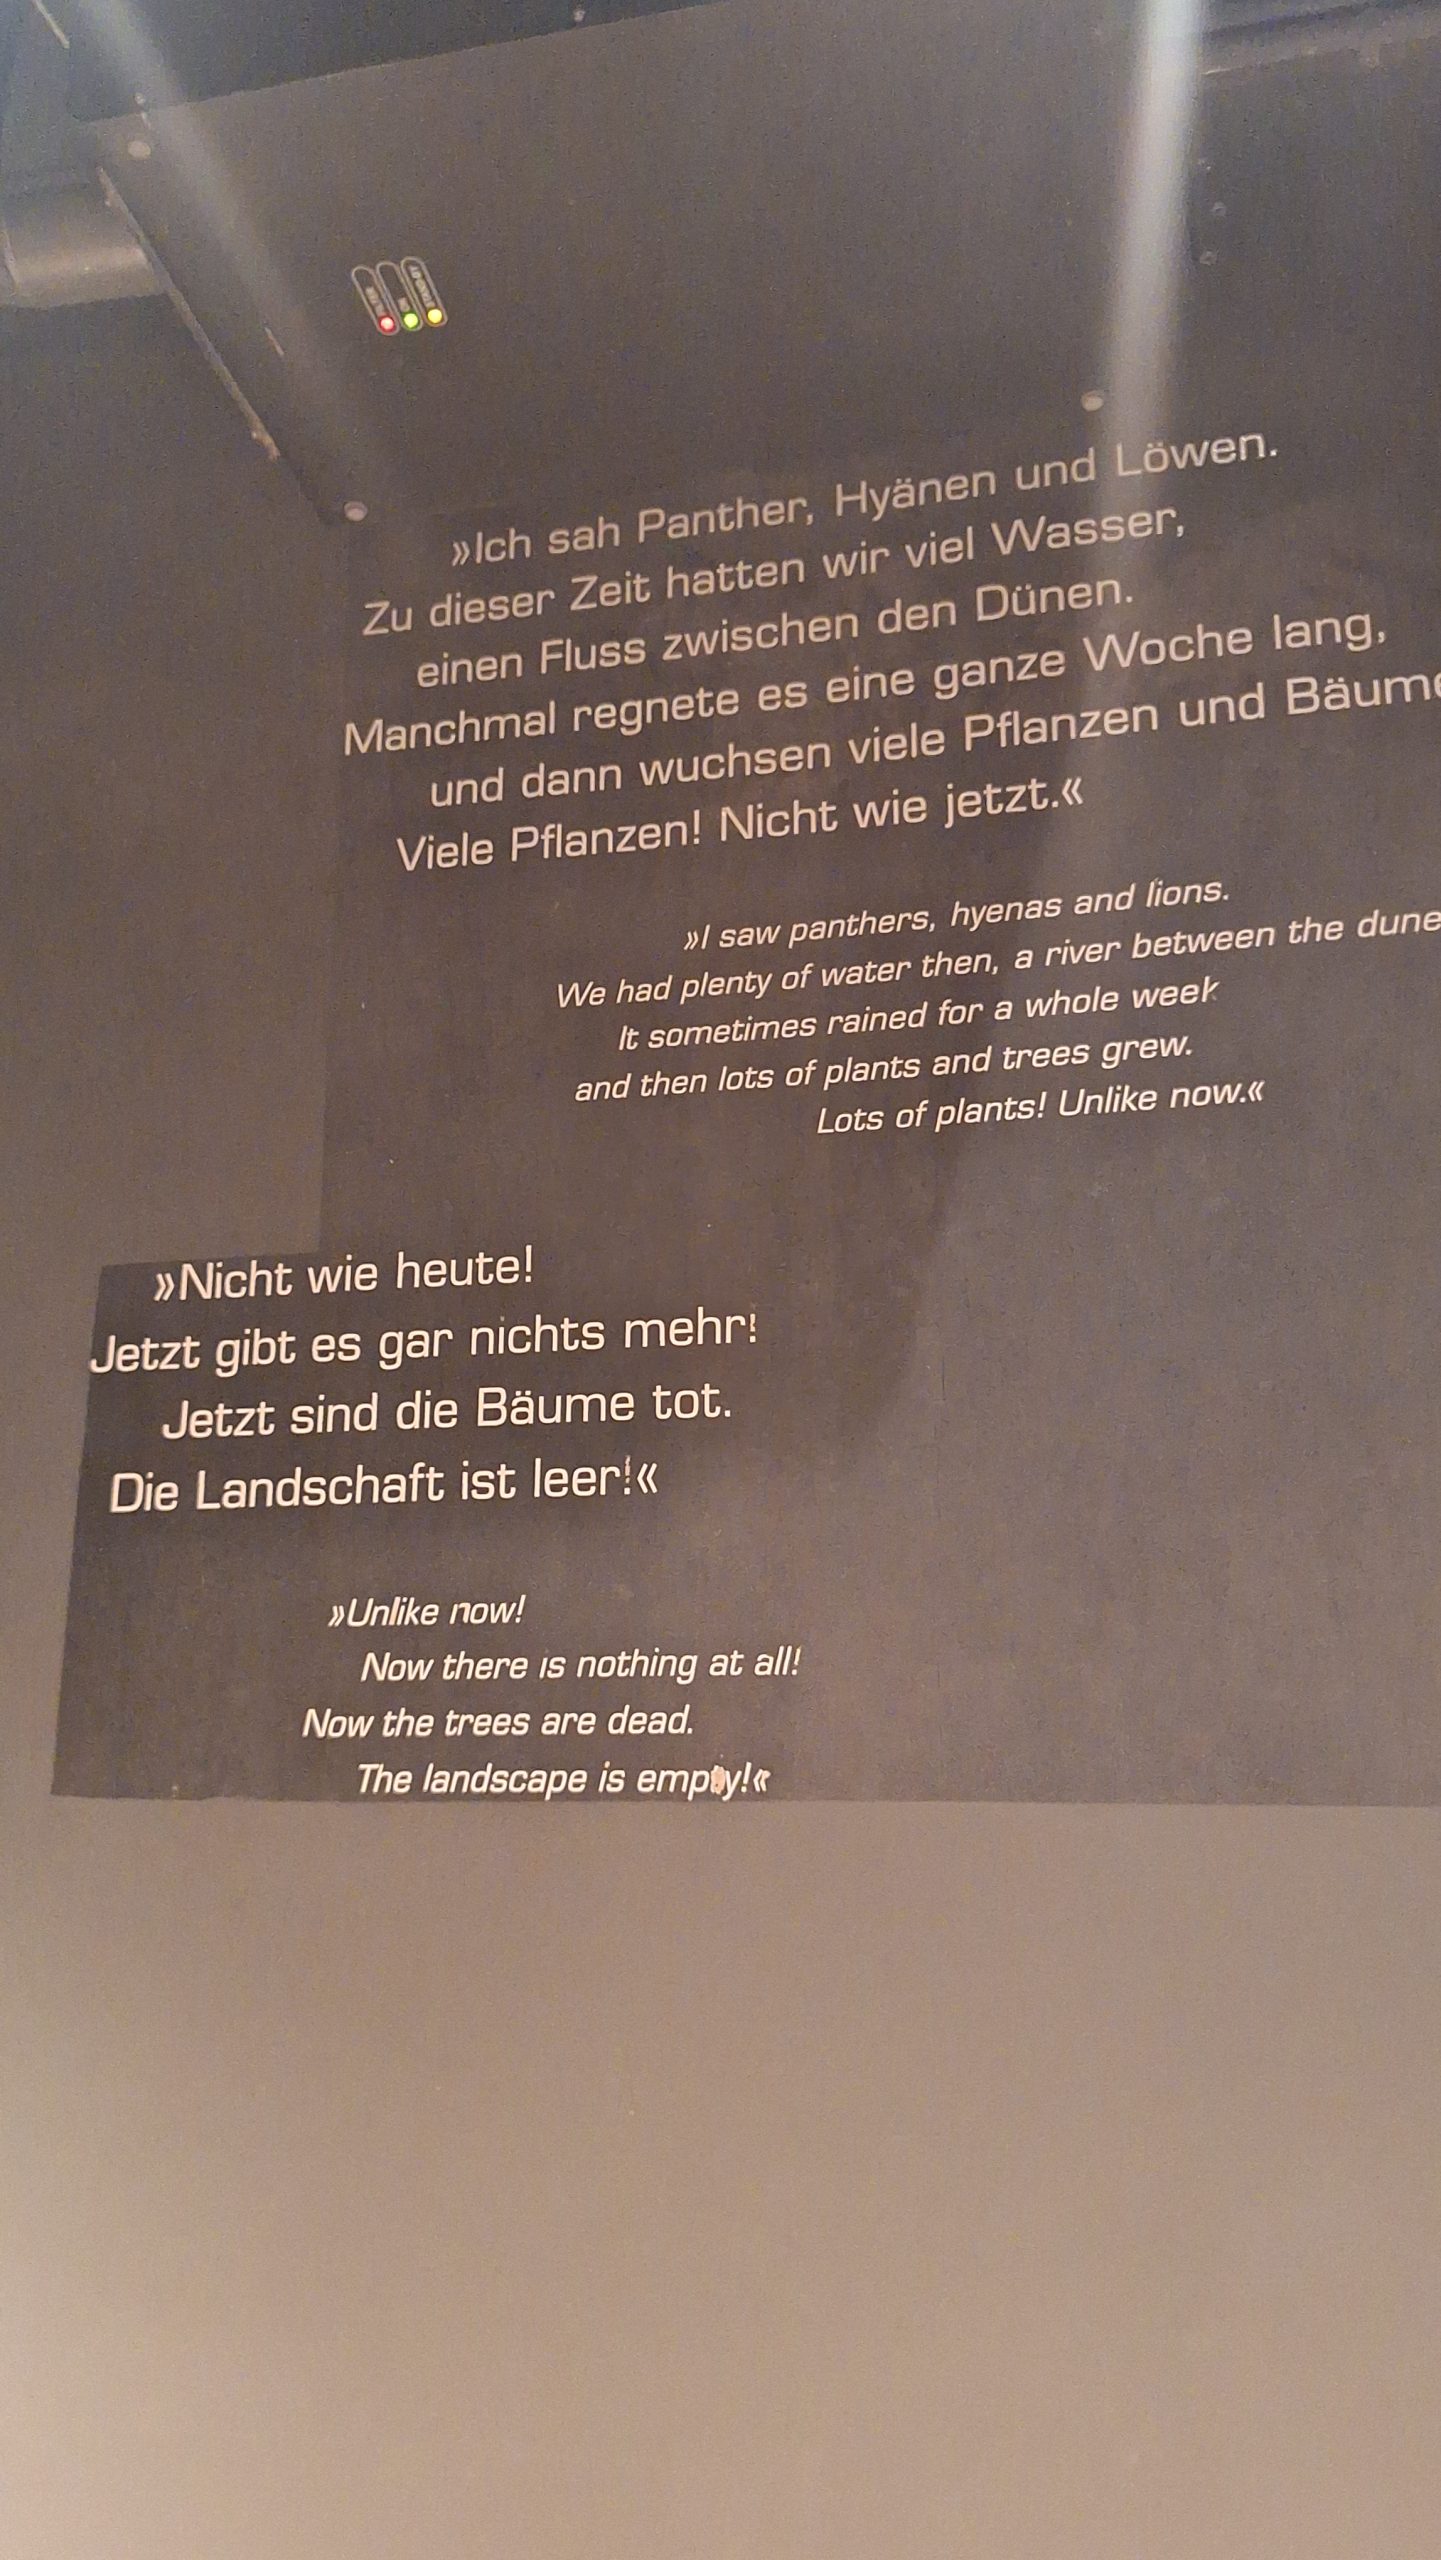 STAND-BY
ON
»Ich sah Panther, Hyänen und Löwen.
Zu dieser Zeit hatten wir viel Wasser,
einen Fluss zwischen den Dünen.
Manchmal regnete es eine ganze Woche lang,
und dann wuchsen viele Pflanzen und Bäume
Viele Pflanzen! Nicht wie jetzt.«
»I saw panthers, hyenas and lions.
We had plenty of water then, a river between the dune
It sometimes rained for a whole week
and then lots of plants and trees grew.
Lots of plants! Unlike now.«
»Nicht wie heute!
Jetzt gibt es gar nichts mehr!
Jetzt sind die Bäume tot.
Die Landschaft ist leer!«
»Unlike now!
Now there is nothing at all!
Now the trees are dead.
The landscape is empty!«